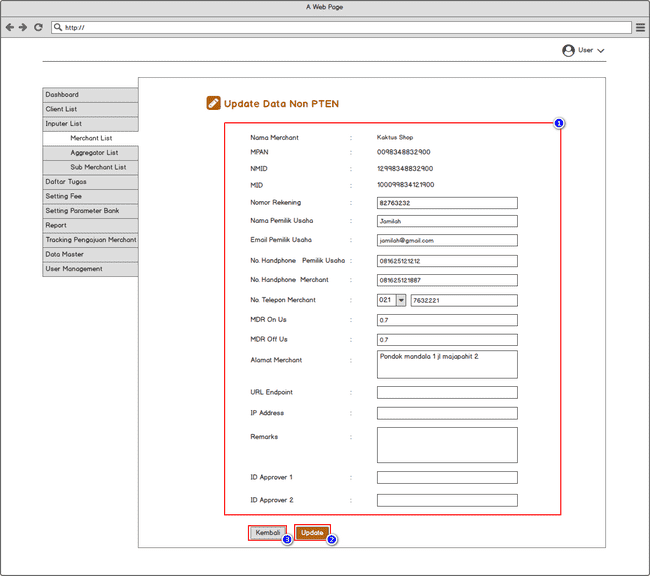 A Web Page
http://
User
Dashboard
Client List
Inputer List
Merchant List
Aggregator List
Sub Merchant List
Daftar Tugas
Setting Fee
Setting Parameter Bank
Report
Tracking Pengajuan Merchant
Data Master
User Management
Update Data Non PTEN
1
Nama Merchant : Kaktus Shop
MPAN : 0098348832900
NMID : 12998348832900
MID : 100099834121900
Nomor Rekening : 82763232
Nama Pemilik Usaha : Jamilah
Email Pemilik Usaha : jamilah@gmail.com
No. Handphone Pemilik Usaha : 081625121212
No. Handphone Merchant : 081625121887
No. Telepon Merchant : 021 7632221
MDR On Us : 0.7
MDR Off Us : 0.7
Alamat Merchant : Pondok mandala 1 jl majapahit 2
URL Endpoint :
IP Address :
Remarks :
ID Approver 1 :
ID Approver 2 :
Kembali 3 Update 2